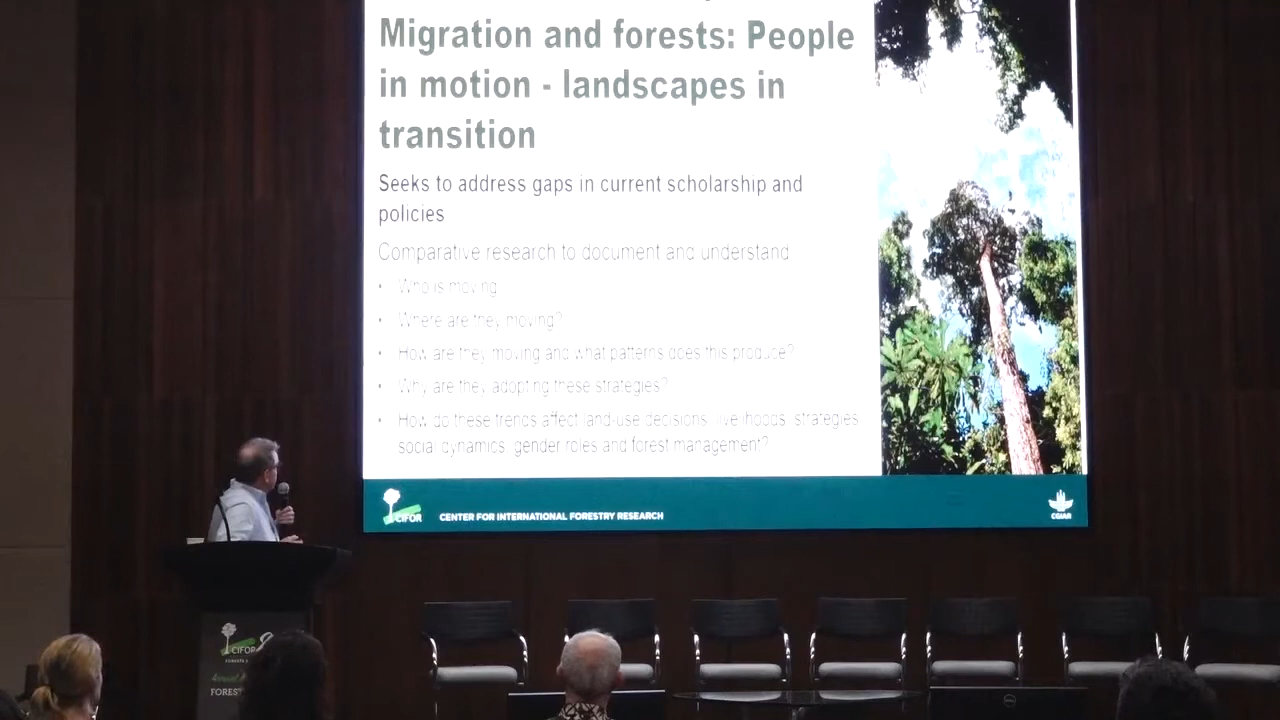 Migration and forests: People
in motion - landscapes in
transition
Seeks to address gaps in current scholarship and
policies
Comparative research to document and understand
• Who is moving
• Where are they moving?
• How are they moving and what patterns does this produce?
• Why are they adopting these strategies?
• How do these trends affect land-use decisions, livelihoods, strategies
social dynamics, gender roles and forest management?
CIFOR
CENTER FOR INTERNATIONAL FORESTRY RESEARCH
CGIAR
CIFOR
FOREST